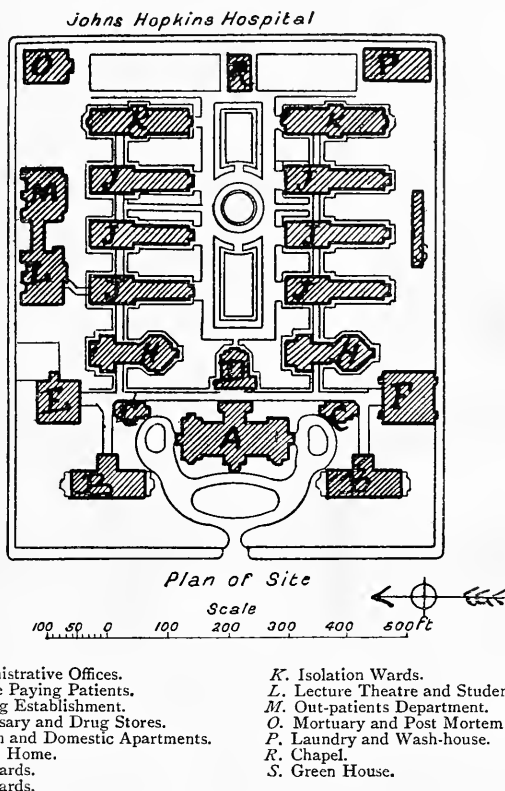 Johns Hopkins Hospital
O R P
K K
J J
M
J J
S
L J J
H H
D
E F
C A C
B B
Plan of Site
Scale
100 50 0 100 200 300 400 500 ft
nistrative Offices.
e Paying Patients.
g Establishment.
sary and Drug Stores.
n and Domestic Apartments.
Home.
ards.
ards.
K. Isolation Wards.
L. Lecture Theatre and Studen
M. Out-patients Department.
O. Mortuary and Post Mortem
P. Laundry and Wash-house.
R. Chapel.
S. Green House.